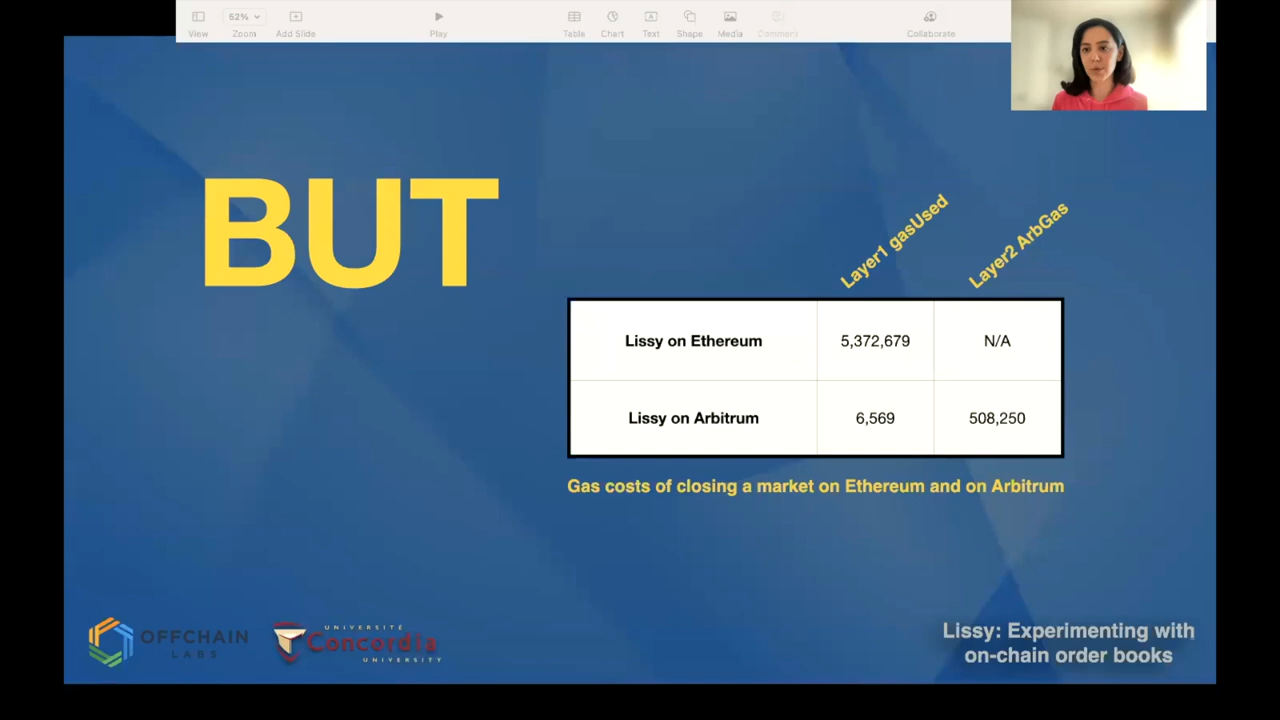 View
62%
Zoom
Add Slide
Play
Table
Chart
Text
Shape
Media
Comment
Collaborate
BUT
Layer1 gasUsed
Layer2 ArbGas
Lissy on Ethereum 5,372,679 N/A
Lissy on Arbitrum 6,569 508,250
Gas costs of closing a market on Ethereum and on Arbitrum
OFFCHAIN
LABS
UNIVERSITÉ
Concordia
UNIVERSITY
Lissy: Experimenting with
on-chain order books